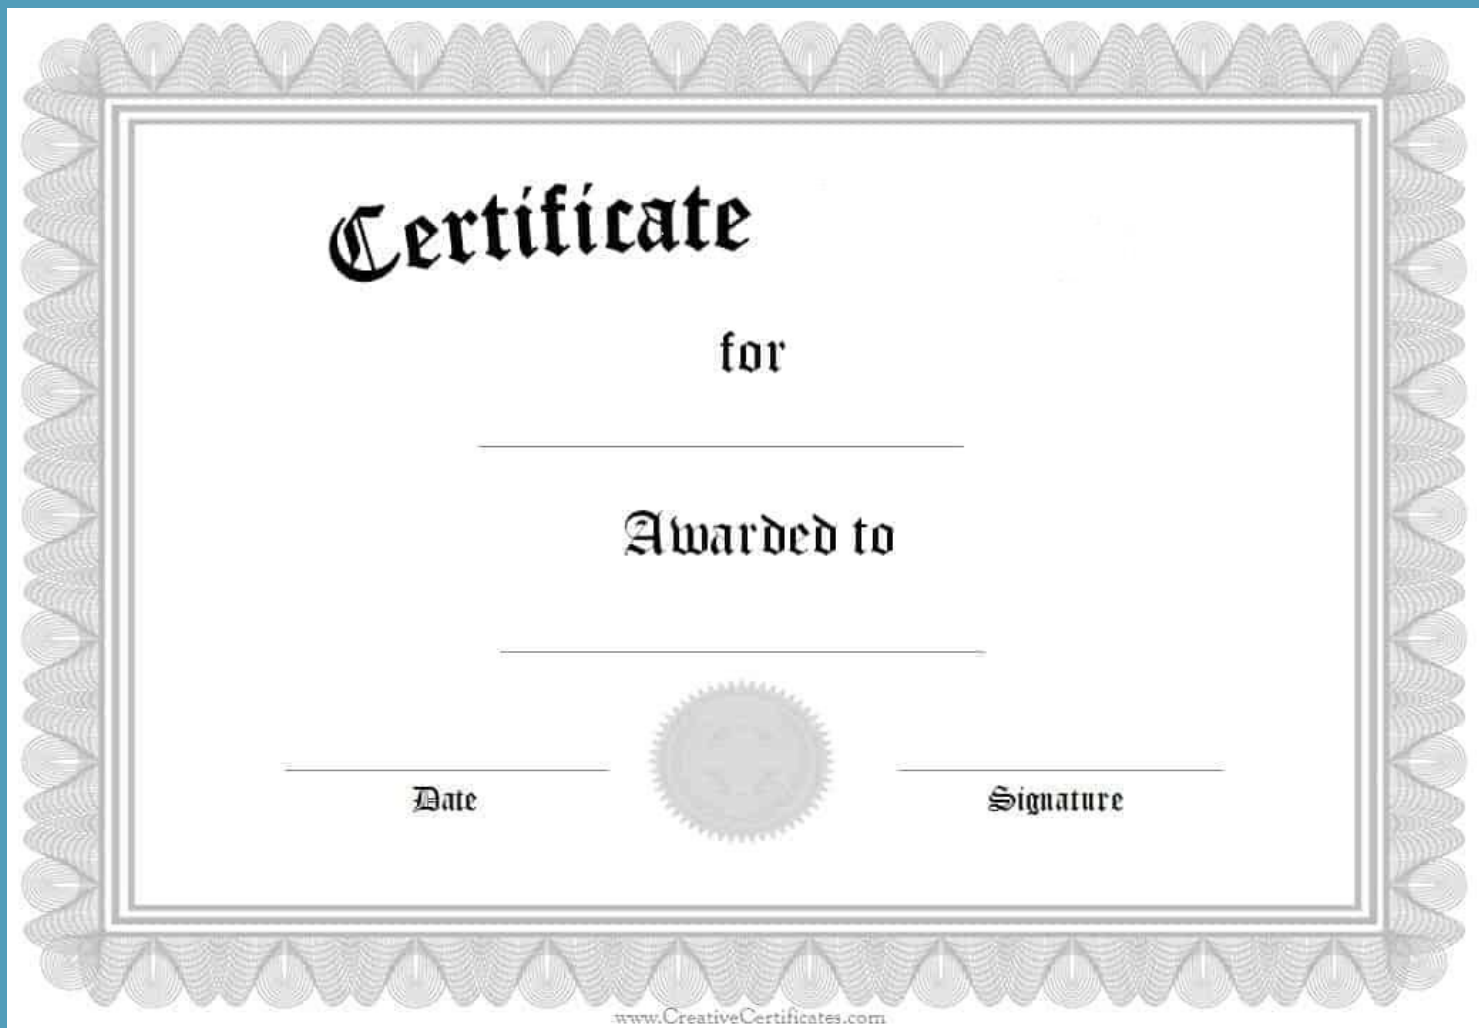 Certificate
for
Awarded to
Date
Signature
www.CreativeCertificates.com